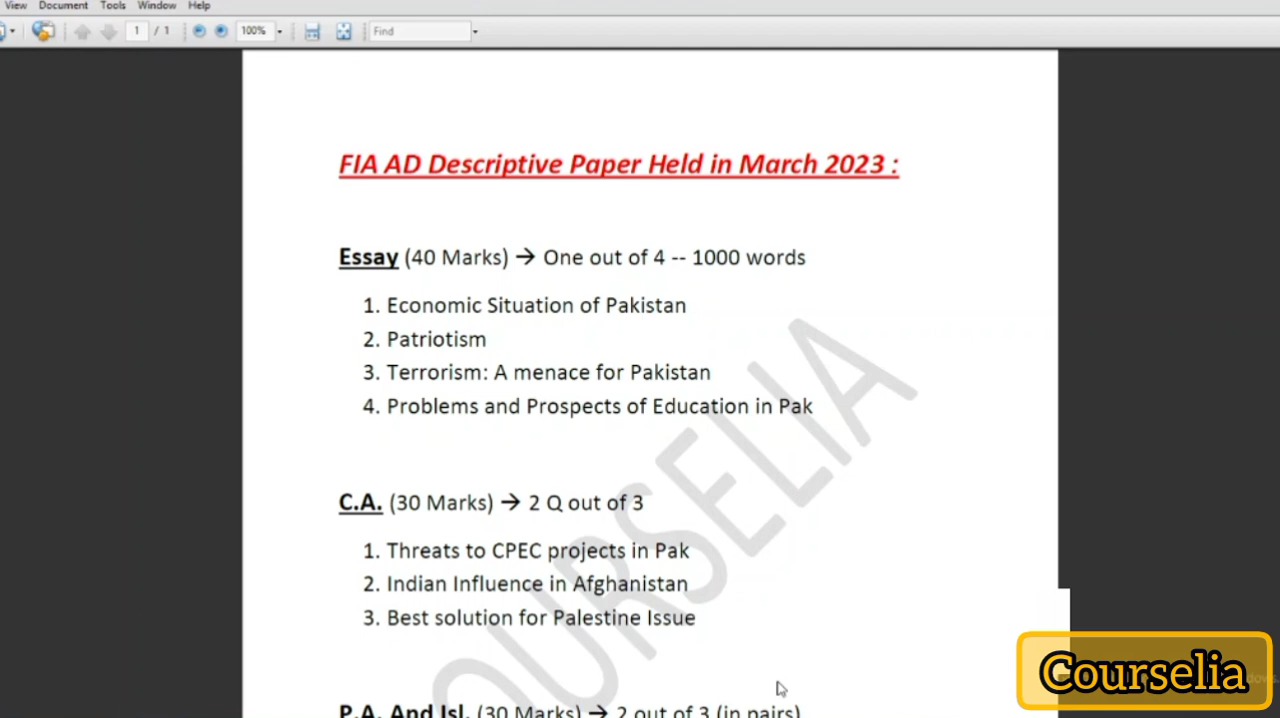 View Document Tools Window Help
1 / 1 100% Find
FIA AD Descriptive Paper Held in March 2023 :
Essay (40 Marks) → One out of 4 -- 1000 words
1. Economic Situation of Pakistan
2. Patriotism
3. Terrorism: A menace for Pakistan
4. Problems and Prospects of Education in Pak
C.A. (30 Marks) → 2 Q out of 3
1. Threats to CPEC projects in Pak
2. Indian Influence in Afghanistan
3. Best solution for Palestine Issue
P.A. And Isl. (30 Marks) → 2 out of 3 (in pairs)
OURSELIA
Courselia